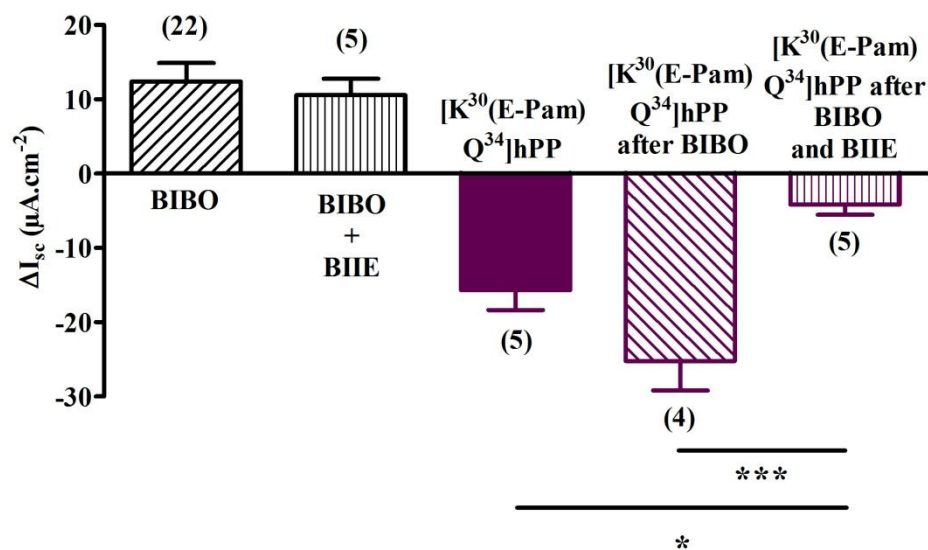 20
10
0
-10
-20
-30
ΔI_sc (µA.cm⁻²)
(22)
BIBO
(5)
BIBO
+
BIIE
[K³⁰(E-Pam)
Q³⁴]hPP
(5)
[K³⁰(E-Pam)
Q³⁴]hPP
after BIBO
(4)
[K³⁰(E-Pam)
Q³⁴]hPP after
BIBO
and BIIE
(5)
***
*